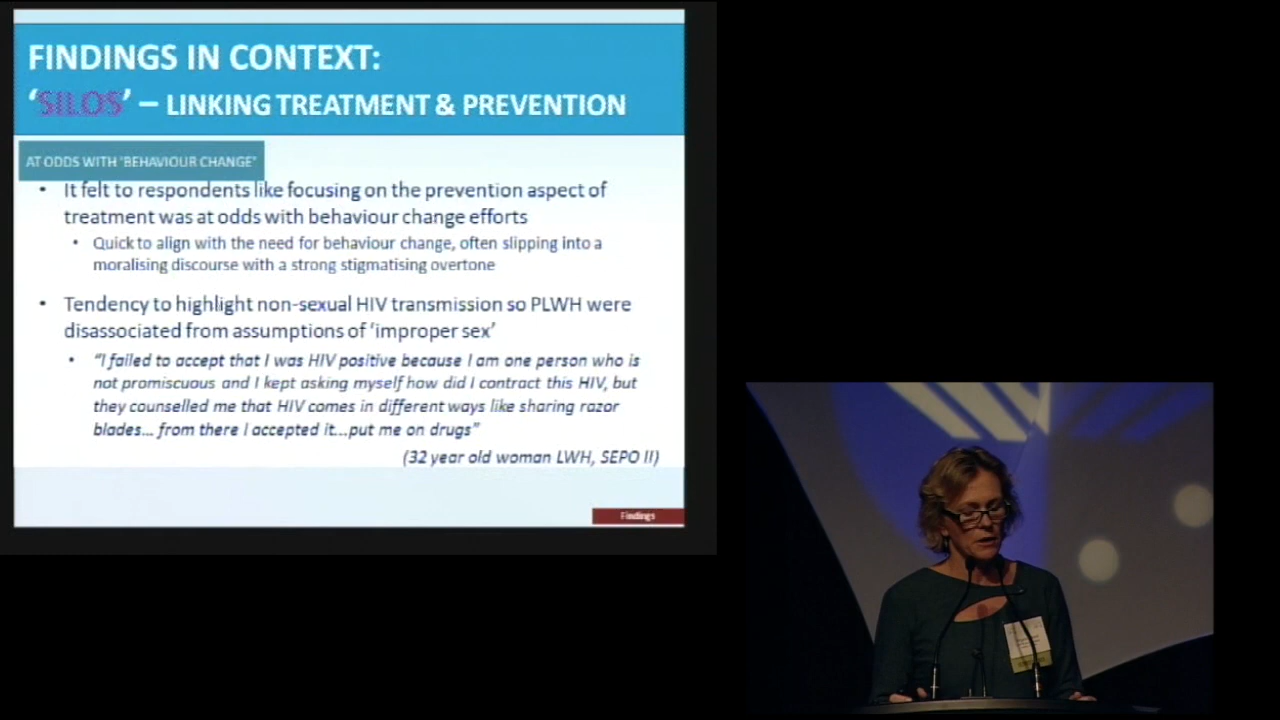 FINDINGS IN CONTEXT:
‘SILOS’ – LINKING TREATMENT & PREVENTION
AT ODDS WITH ‘BEHAVIOUR CHANGE’
• It felt to respondents like focusing on the prevention aspect of
treatment was at odds with behaviour change efforts
• Quick to align with the need for behaviour change, often slipping into a
moralising discourse with a strong stigmatising overtone
• Tendency to highlight non-sexual HIV transmission so PLWH were
disassociated from assumptions of ‘improper sex’
• “I failed to accept that I was HIV positive because I am one person who is
not promiscuous and I kept asking myself how did I contract this HIV, but
they counselled me that HIV comes in different ways like sharing razor
blades... from there I accepted it...put me on drugs”
(32 year old woman LWH, SEPO II)
Findings